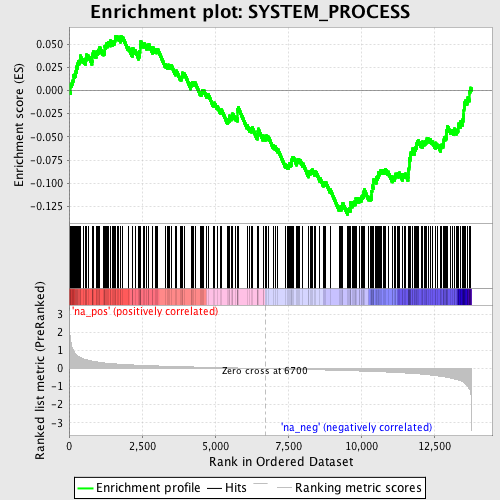 Enrichment plot: SYSTEM_PROCESS
Enrichment score (ES)
0.050
0.025
0.000
-0.025
-0.050
-0.075
-0.100
-0.125
Ranked list metric (PreRanked)
'na_pos' (positively correlated)
3
2
1
0
-1
-2
-3
Zero cross at 6700
'na_neg' (negatively correlated)
0
2,500
5,000
7,500
10,000
12,500
Rank in Ordered Dataset
Enrichment profile
Hits
Ranking metric scores